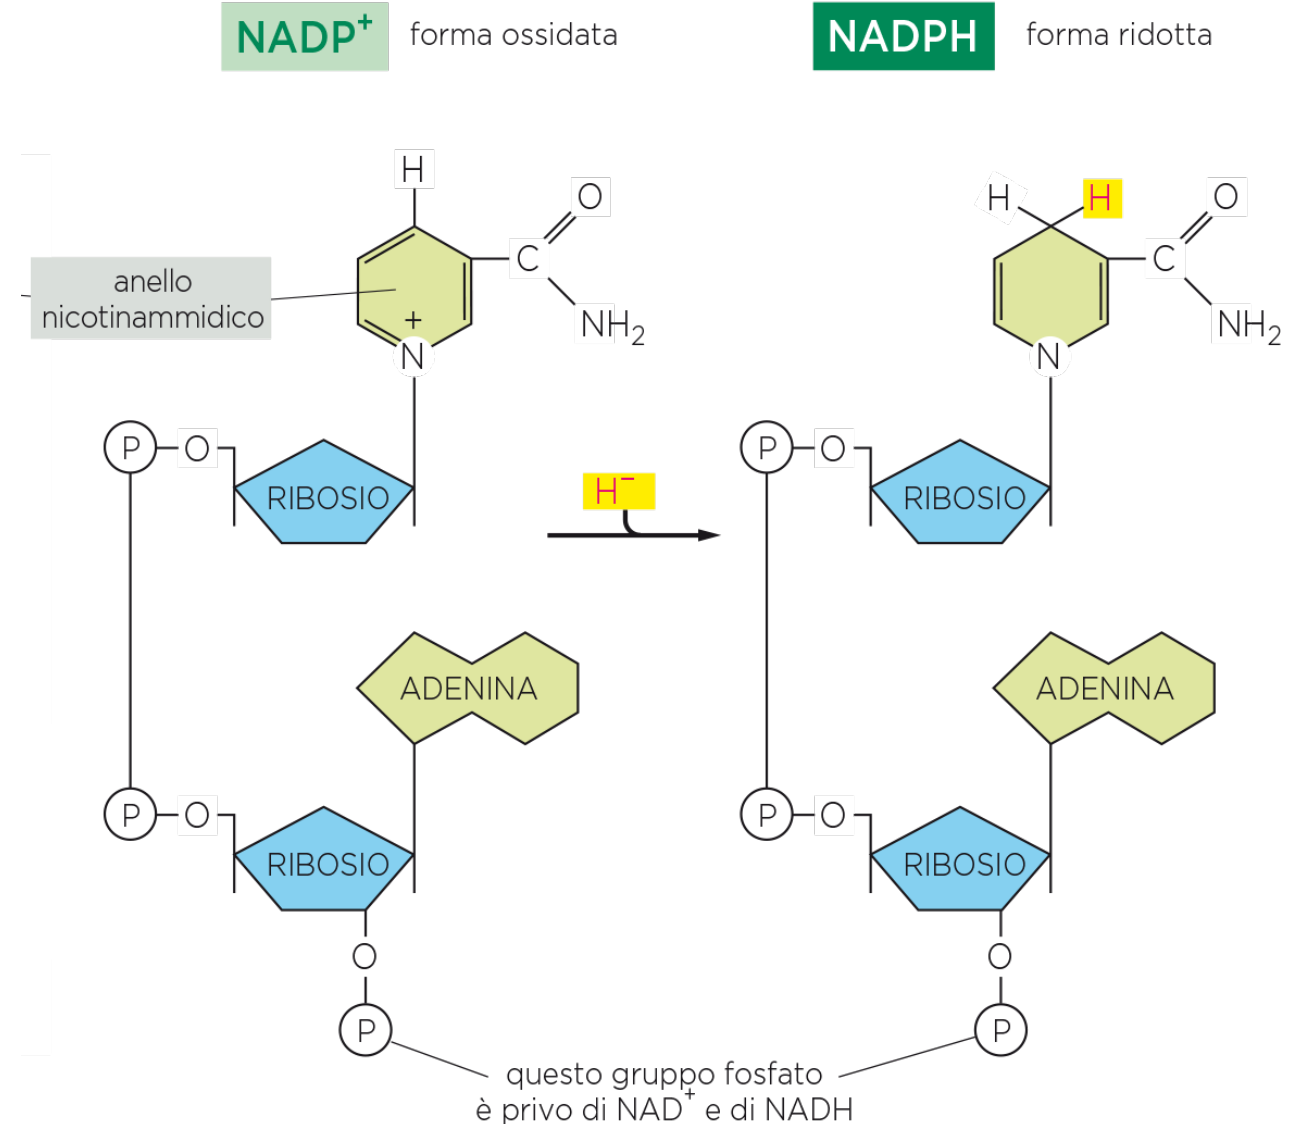 NADP⁺ forma ossidata
NADPH forma ridotta
H
O
C
NH₂
anello
nicotinammidico
+
N
P O
RIBOSIO
ADENINA
P O
RIBOSIO
O
P
H⁻
H H
O
C
NH₂
N
P O
RIBOSIO
ADENINA
P O
RIBOSIO
O
P
questo gruppo fosfato
è privo di NAD⁺ e di NADH